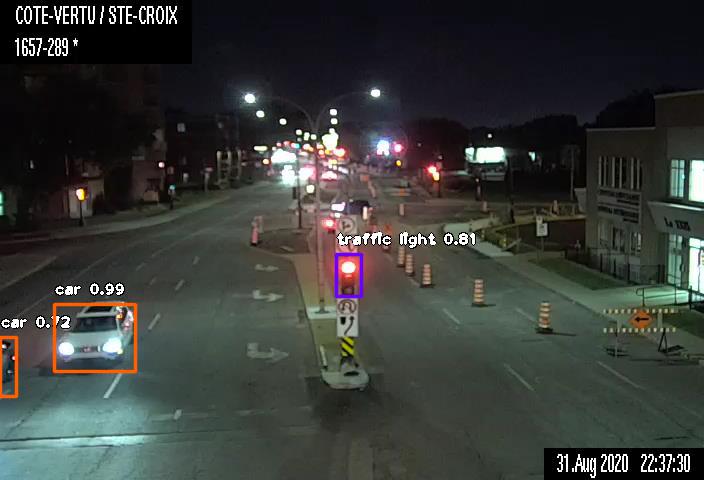 COTE-VERTU / STE-CROIX
1657-289 *
traffic light 0.81
car 0.99
car 0.72
31.Aug 2020 22:37:30